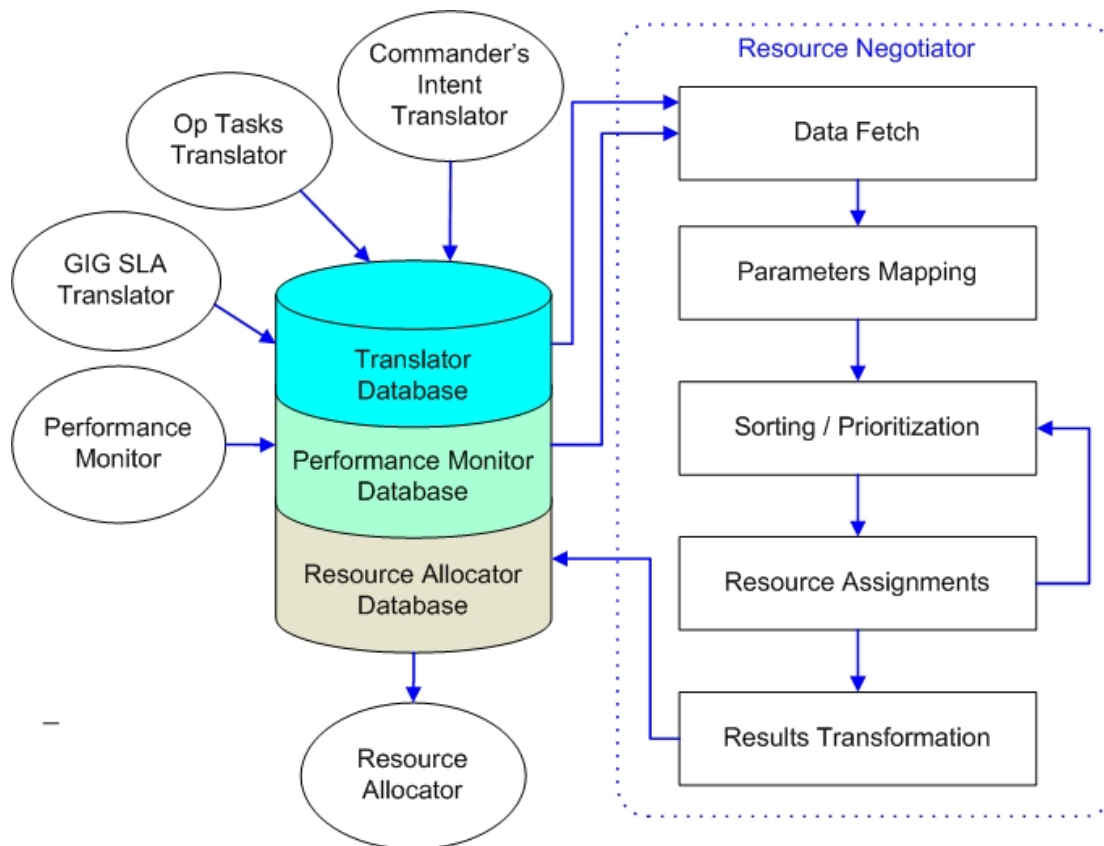 Commander's
Intent
Translator
Op Tasks
Translator
GIG SLA
Translator
Performance
Monitor
Translator
Database
Performance Monitor
Database
Resource Allocator
Database
Resource
Allocator
Resource Negotiator
Data Fetch
Parameters Mapping
Sorting / Prioritization
Resource Assignments
Results Transformation